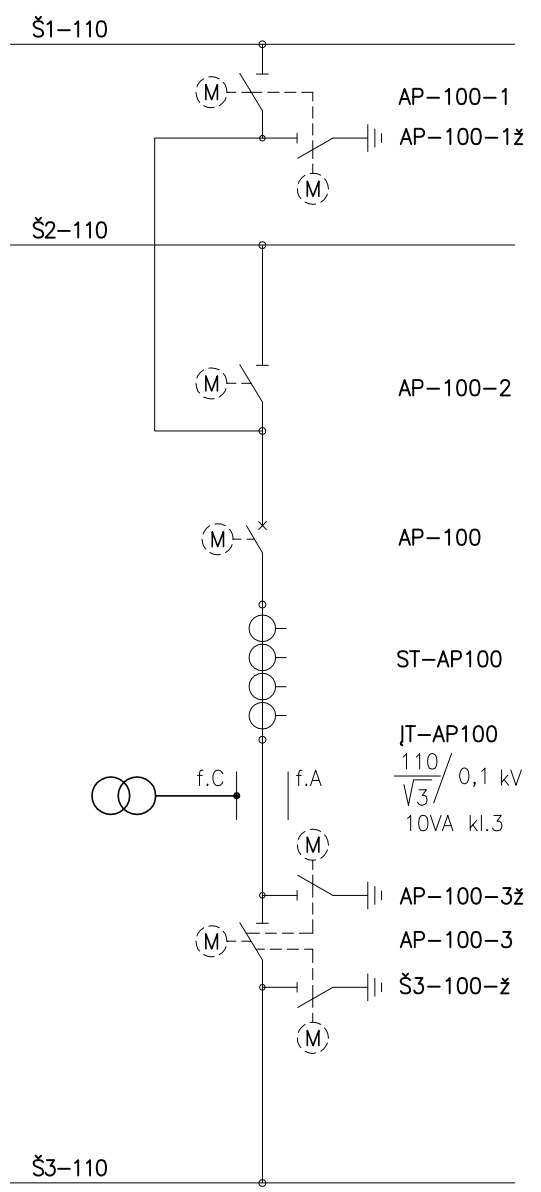 Š1-110
M
AP-100-1
AP-100-1ž
M
Š2-110
M
AP-100-2
M
AP-100
ST-AP100
ĮT-AP100
f.C
f.A
110/√3 / 0,1 kV
10VA kl.3
M
AP-100-3ž
M
AP-100-3
Š3-100-ž
M
Š3-110